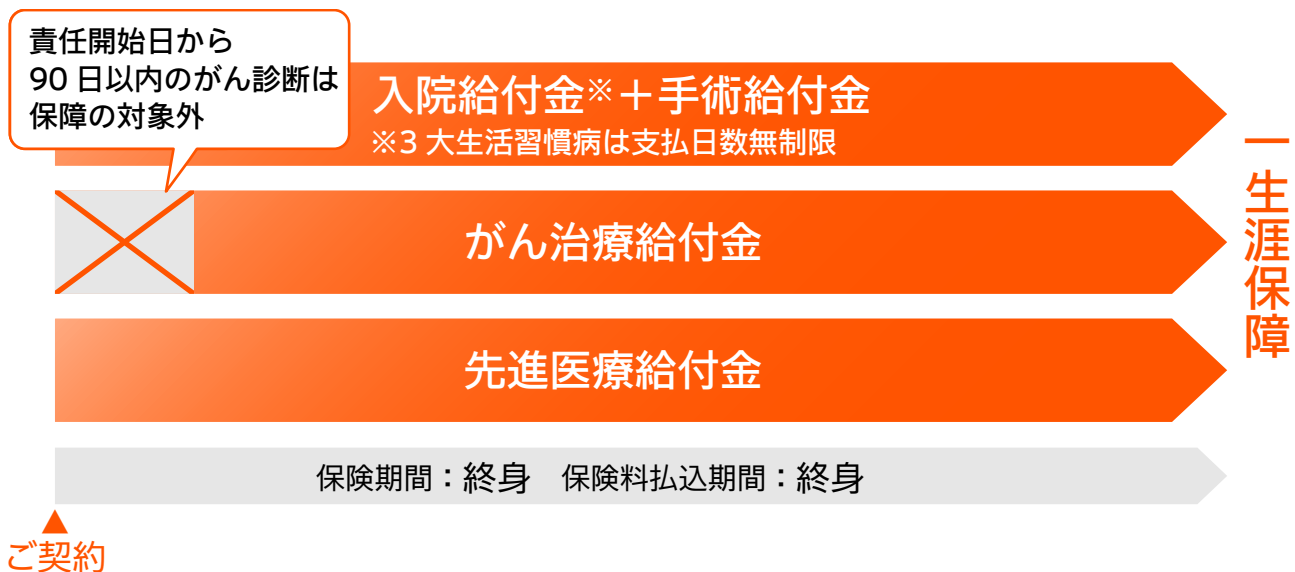 責任開始日から
90日以内のがん診断は
保障の対象外
入院給付金※＋手術給付金
※3大生活習慣病は支払日数無制限
がん治療給付金
先進医療給付金
一生涯保障
保険期間：終身　保険料払込期間：終身
ご契約